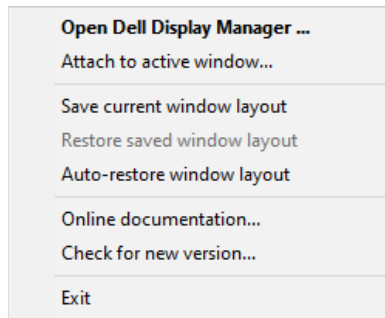 Open Dell Display Manager ...
Attach to active window...
Save current window layout
Restore saved window layout
Auto-restore window layout
Online documentation...
Check for new version...
Exit